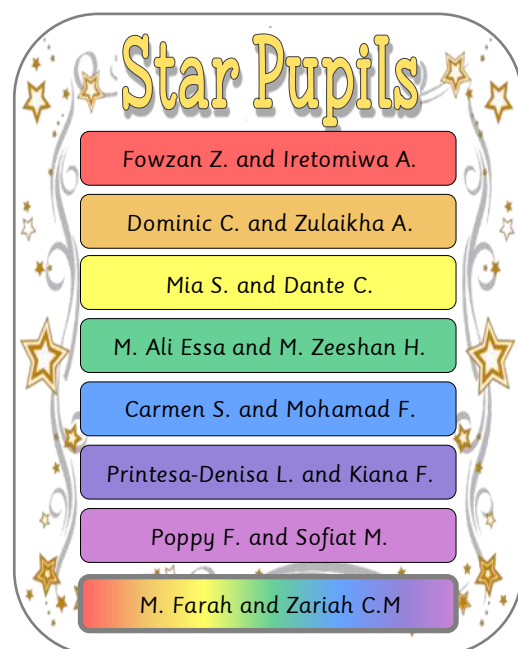 Star Pupils
Fowzan Z. and Iretomiwa A.
Dominic C. and Zulaikha A.
Mia S. and Dante C.
M. Ali Essa and M. Zeeshan H.
Carmen S. and Mohamad F.
Printesa-Denisa L. and Kiana F.
Poppy F. and Sofiat M.
M. Farah and Zariah C.M